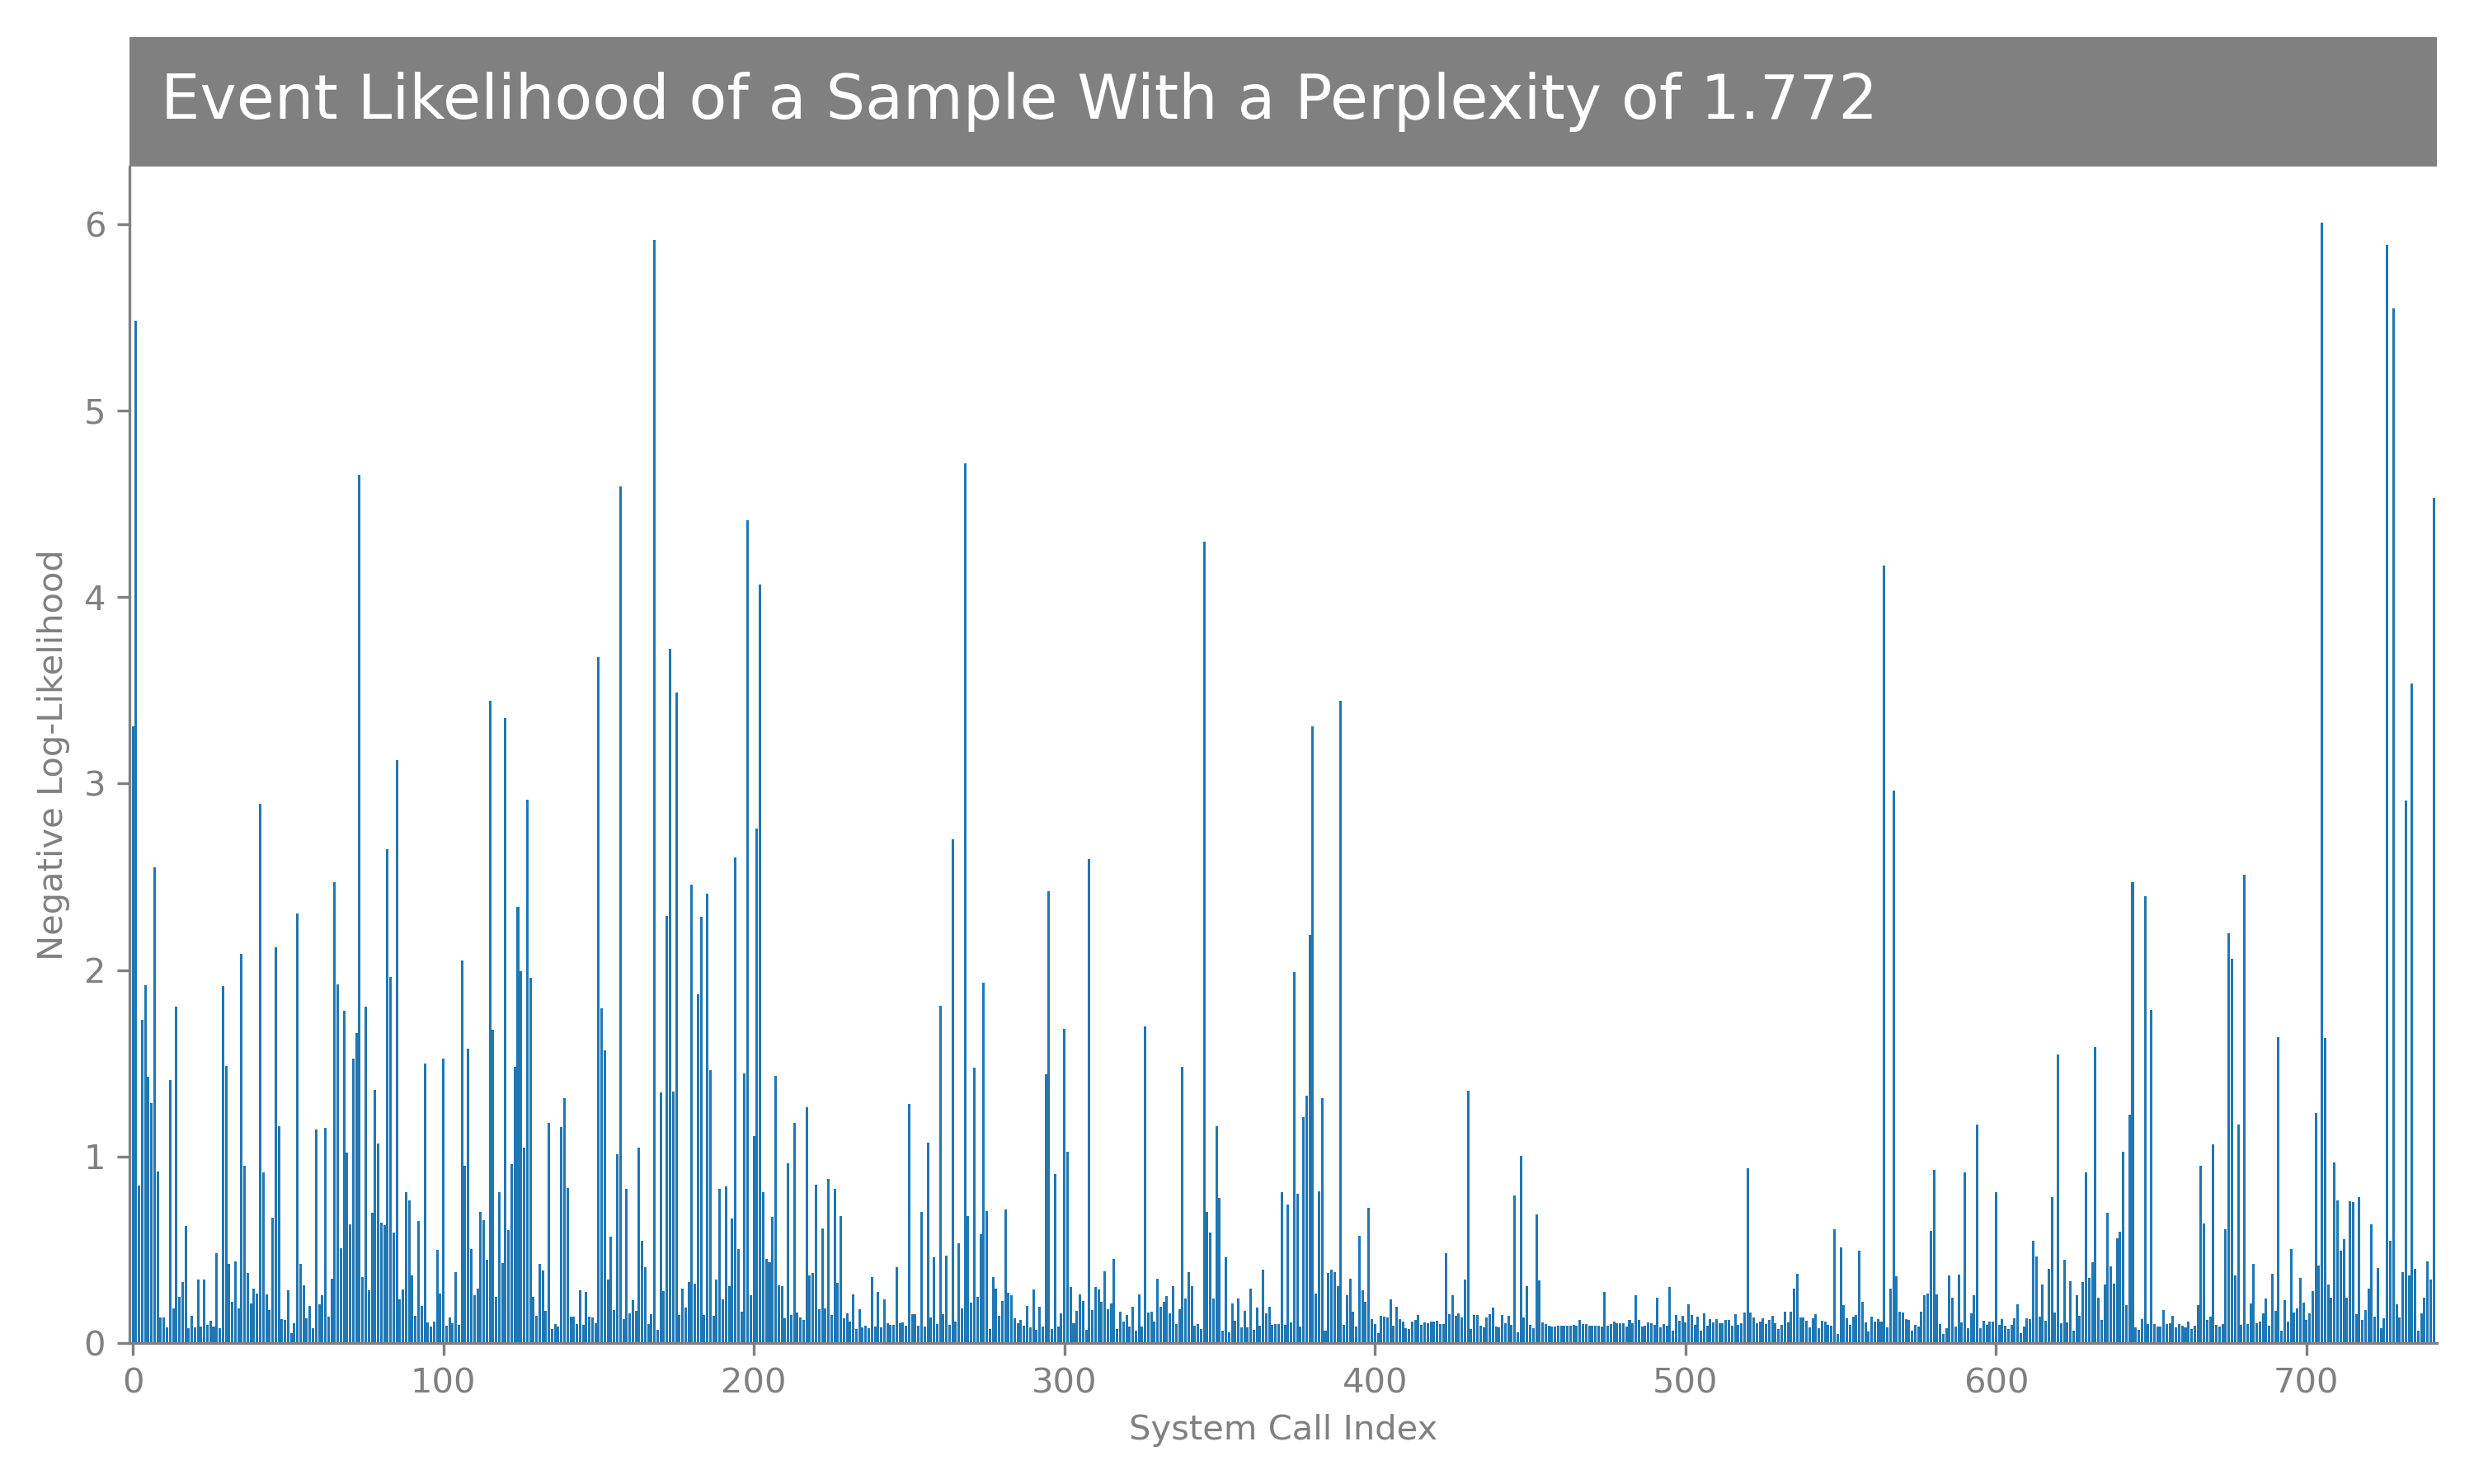 Event Likelihood of a Sample With a Perplexity of 1.772
6
5
4
3
2
1
0
Negative Log-Likelihood
0 100 200 300 400 500 600 700
System Call Index